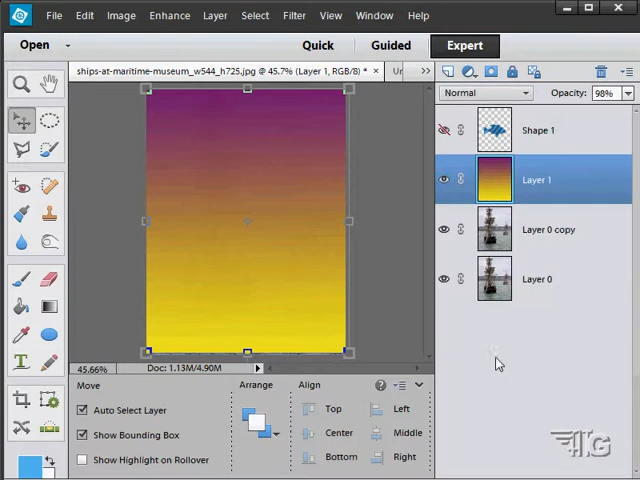 File Edit Image Enhance Layer Select Filter View Window Help
Open Quick Guided Expert
ships-at-maritime-museum_w544_h725.jpg @ 45.7% (Layer 1, RGB/8) * × Ur »
Normal Opacity: 98%
Shape 1
Layer 1
Layer 0 copy
Layer 0
45.66% Doc: 1.13M/4.90M
Move Arrange Align
Auto Select Layer Top Left
Show Bounding Box Center Middle
Show Highlight on Rollover Bottom Right
T